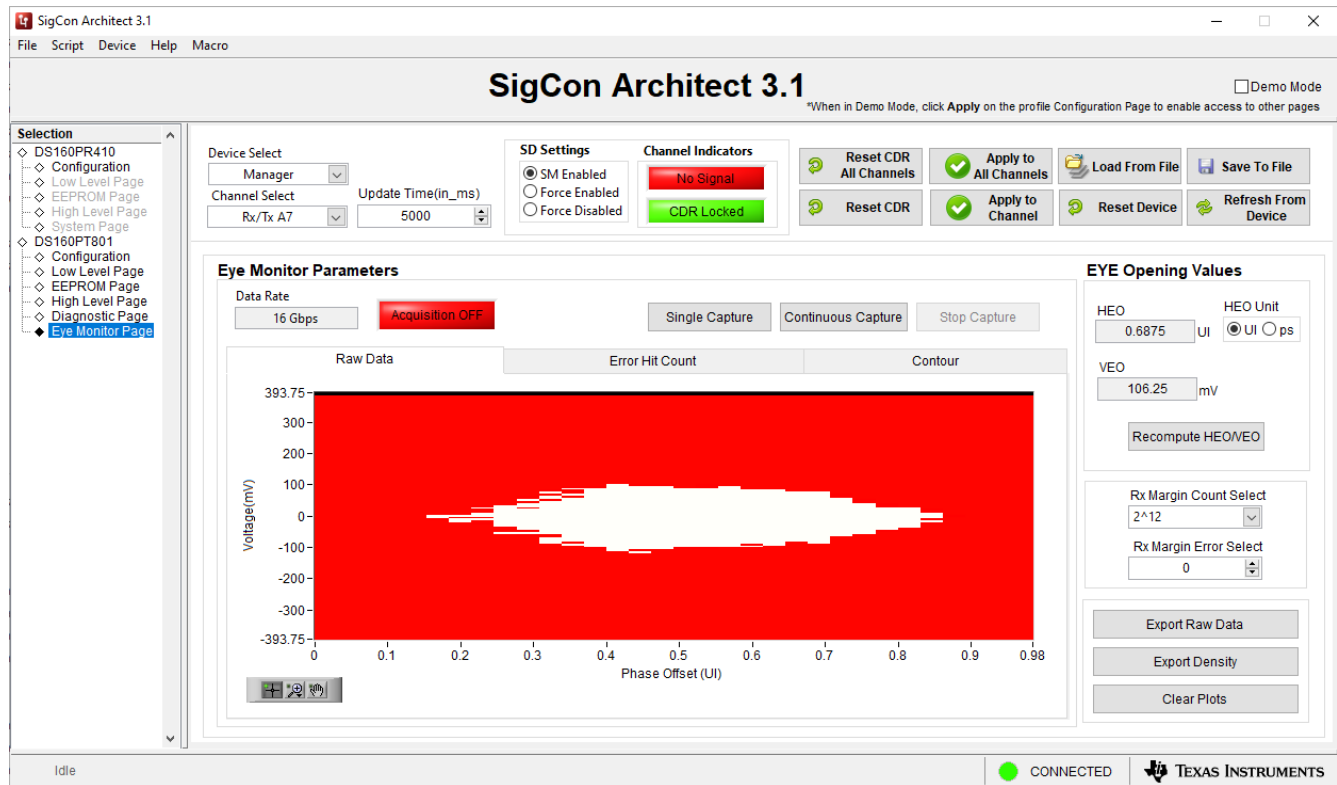 SigCon Architect 3.1
File Script Device Help Macro
SigCon Architect 3.1
Demo Mode
*When in Demo Mode, click Apply on the profile Configuration Page to enable access to other pages
Selection
DS160PR410
Configuration
Low Level Page
EEPROM Page
High Level Page
System Page
DS160PT801
Configuration
Low Level Page
EEPROM Page
High Level Page
Diagnostic Page
Eye Monitor Page
Device Select
Manager
Channel Select
Rx/Tx A7
Update Time(in_ms)
5000
SD Settings
SM Enabled
Force Enabled
Force Disabled
Channel Indicators
No Signal
CDR Locked
Reset CDR
All Channels
Apply to
All Channels
Load From File
Save To File
Reset CDR
Apply to
Channel
Reset Device
Refresh From
Device
Eye Monitor Parameters
Data Rate
16 Gbps
Acquisition OFF
Single Capture
Continuous Capture
Stop Capture
Raw Data
Error Hit Count
Contour
Voltage(mV)
393.75
300
200
100
0
-100
-200
-300
-393.75
0 0.1 0.2 0.3 0.4 0.5 0.6 0.7 0.8 0.9 0.98
Phase Offset (UI)
EYE Opening Values
HEO
0.6875 UI
HEO Unit
UI ps
VEO
106.25 mV
Recompute HEO/VEO
Rx Margin Count Select
2^12
Rx Margin Error Select
0
Export Raw Data
Export Density
Clear Plots
Idle
CONNECTED
TEXAS INSTRUMENTS